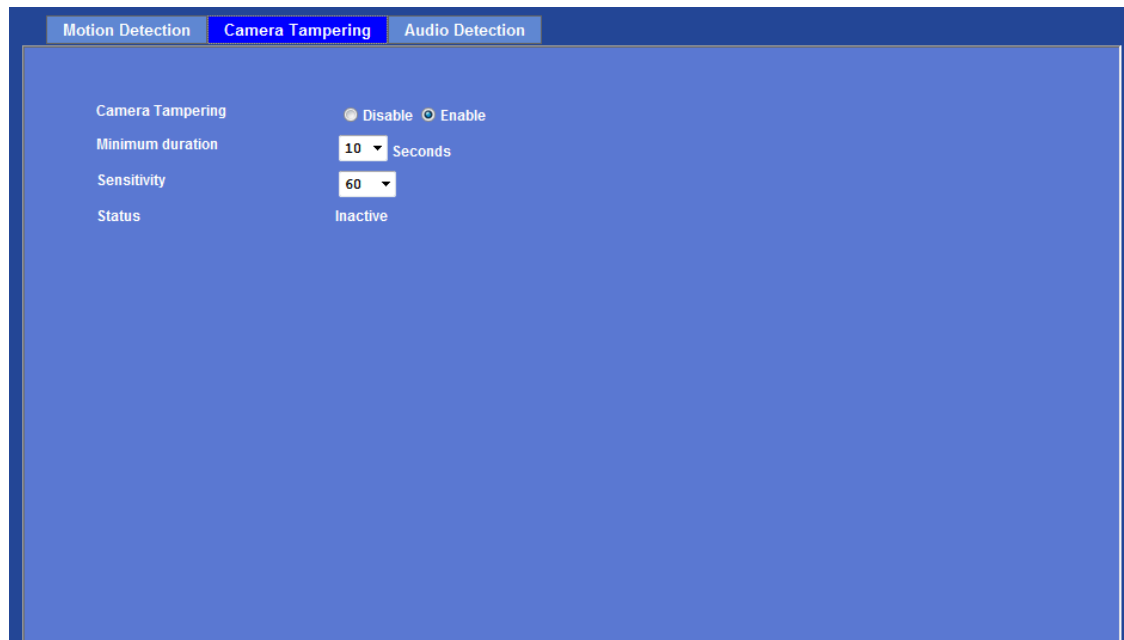 Motion Detection Camera Tampering Audio Detection
Camera Tampering Disable Enable
Minimum duration 10 Seconds
Sensitivity 60
Status Inactive